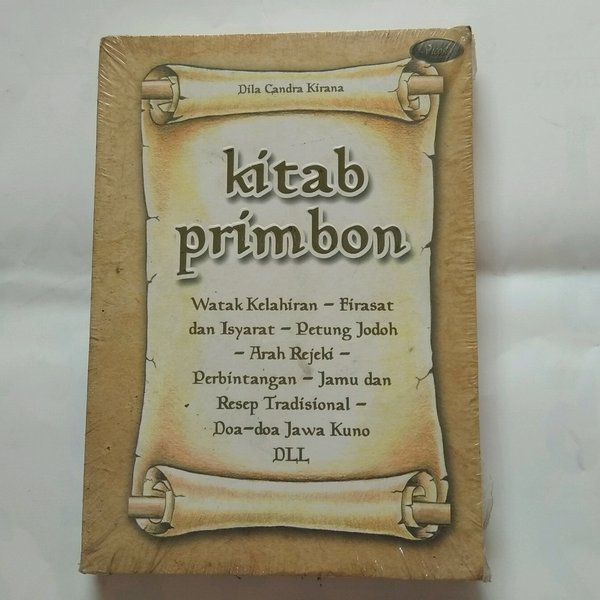 Dila Candra Kirana
kitab
primbon
Watak Kelahiran – Firasat
dan Isyarat – Petung Jodoh
– Arah Rejeki –
Perbintangan – Jamu dan
Resep Tradisional –
Doa-doa Jawa Kuno
DLL